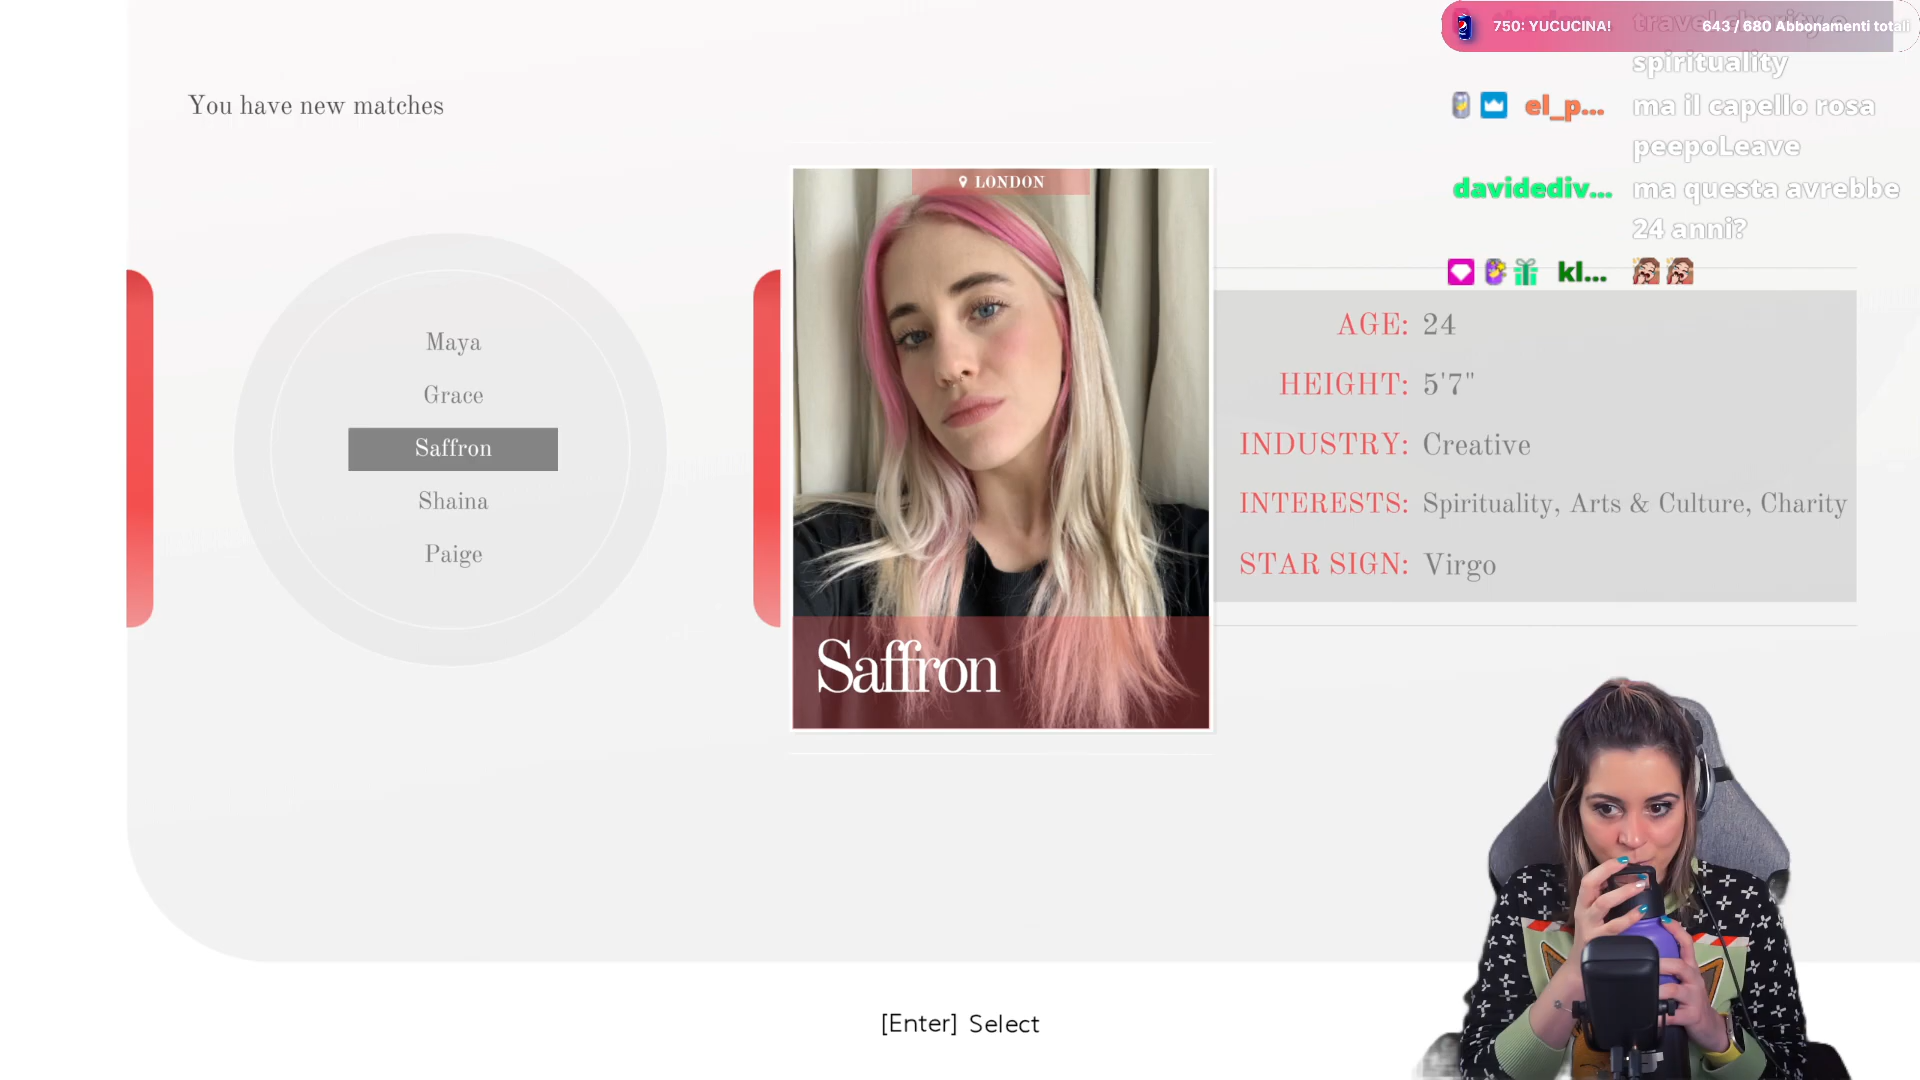 750: YUCUCINA!
643 / 680 Abbonamenti totali
travel charity e
spirituality
el_p... ma il capello rosa
peepoLeave
davidediv... ma questa avrebbe
24 anni?
kl...
You have new matches
Maya
Grace
Saffron
Shaina
Paige
LONDON
Saffron
AGE: 24
HEIGHT: 5'7"
INDUSTRY: Creative
INTERESTS: Spirituality, Arts & Culture, Charity
STAR SIGN: Virgo
[Enter] Select